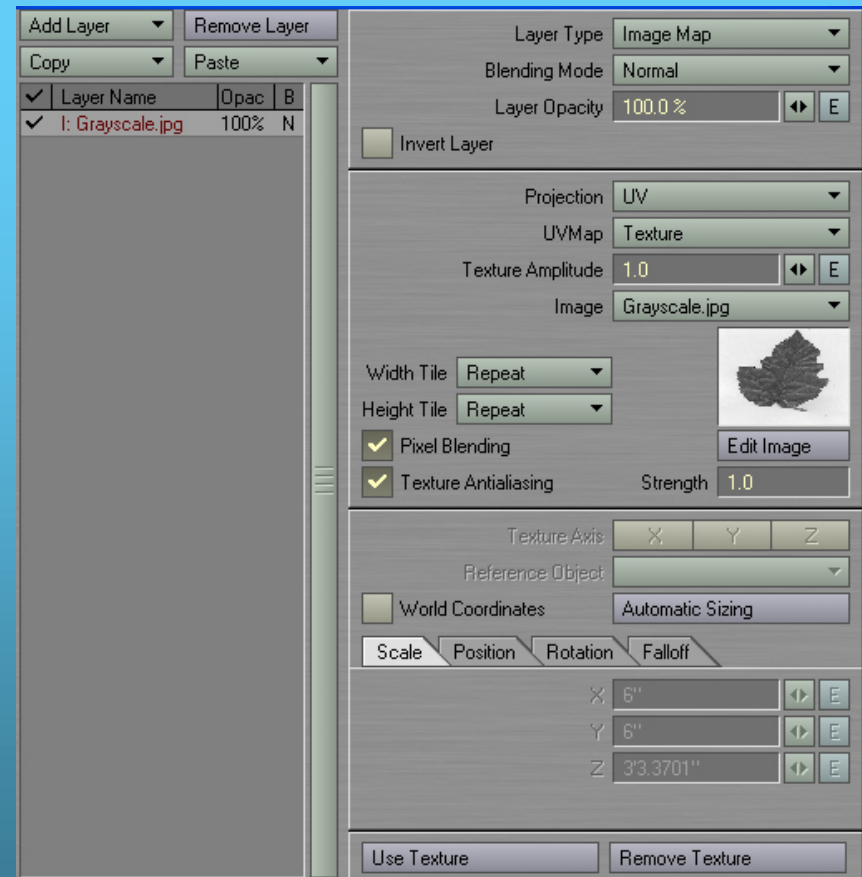 Add Layer Remove Layer
Copy Paste
Layer Name Opac B
I: Grayscale.jpg 100% N
Layer Type Image Map
Blending Mode Normal
Layer Opacity 100.0 % E
Invert Layer
Projection UV
UVMap Texture
Texture Amplitude 1.0 E
Image Grayscale.jpg
Width Tile Repeat
Height Tile Repeat
Pixel Blending Edit Image
Texture Antialiasing Strength 1.0
Texture Axis X Y Z
Reference Object
World Coordinates Automatic Sizing
Scale Position Rotation Falloff
X 6" E
Y 6" E
Z 3'3.3701" E
Use Texture Remove Texture